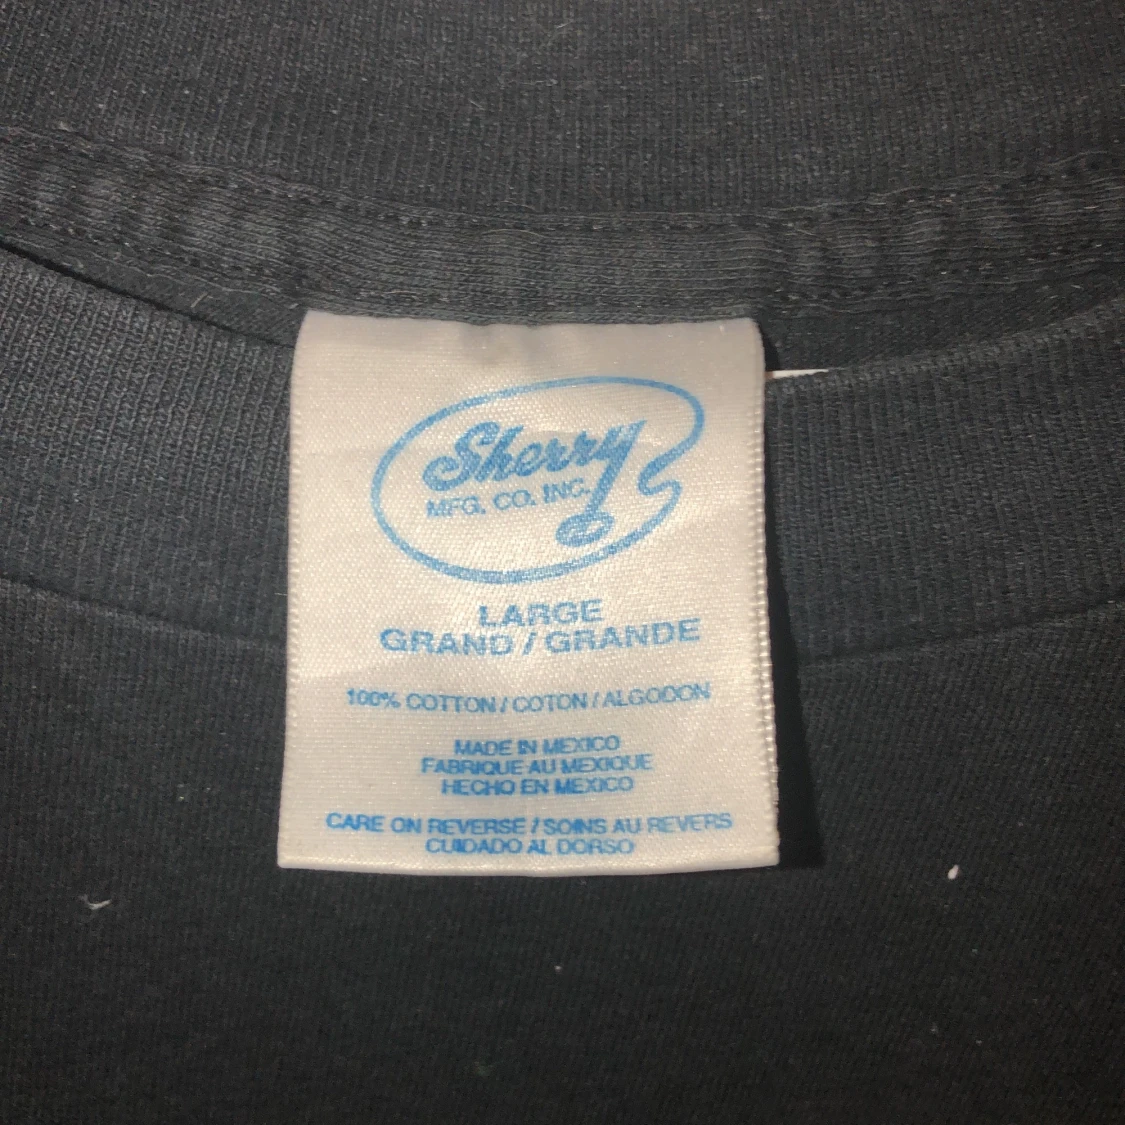 Sherry
MFG. CO. INC.
LARGE
GRAND / GRANDE
100% COTTON / COTON / ALGODON
MADE IN MEXICO
FABRIQUE AU MEXIQUE
HECHO EN MEXICO
CARE ON REVERSE / SOINS AU REVERS
CUIDADO AL DORSO